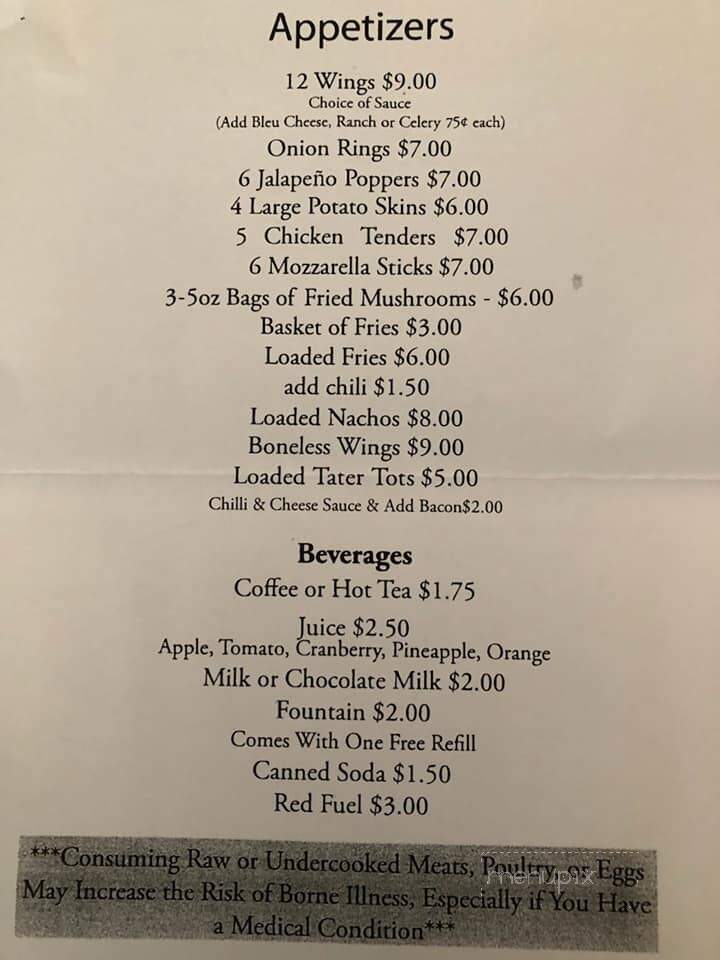 Appetizers
12 Wings $9.00
Choice of Sauce
(Add Bleu Cheese, Ranch or Celery 75¢ each)
Onion Rings $7.00
6 Jalapeño Poppers $7.00
4 Large Potato Skins $6.00
5 Chicken Tenders $7.00
6 Mozzarella Sticks $7.00
3-5oz Bags of Fried Mushrooms - $6.00
Basket of Fries $3.00
Loaded Fries $6.00
add chili $1.50
Loaded Nachos $8.00
Boneless Wings $9.00
Loaded Tater Tots $5.00
Chilli & Cheese Sauce & Add Bacon$2.00
Beverages
Coffee or Hot Tea $1.75
Juice $2.50
Apple, Tomato, Cranberry, Pineapple, Orange
Milk or Chocolate Milk $2.00
Fountain $2.00
Comes With One Free Refill
Canned Soda $1.50
Red Fuel $3.00
***Consuming Raw or Undercooked Meats, Poultry, or Eggs
menupix
May Increase the Risk of Borne Illness, Especially if You Have
a Medical Condition***